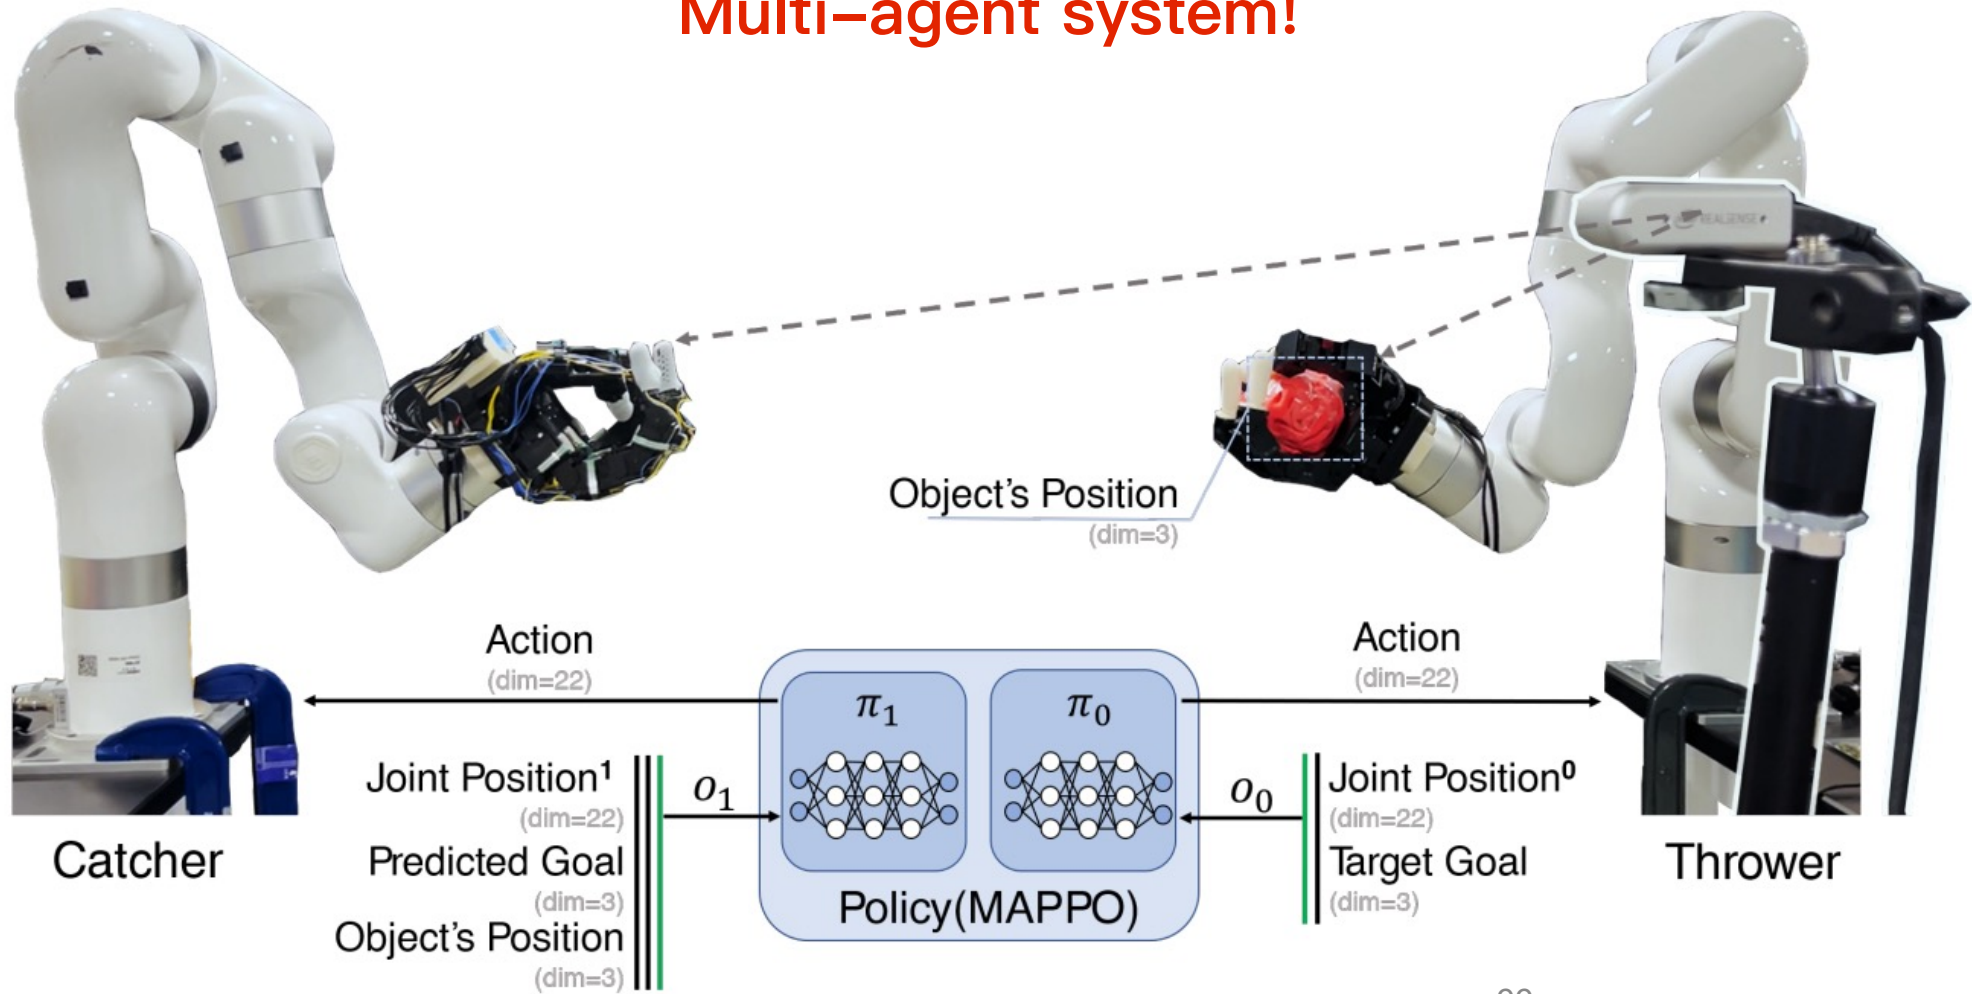 Multi-agent system!
REALSENSE
Object's Position
(dim=3)
Action
(dim=22)
Action
(dim=22)
π1
π0
Joint Position¹
(dim=22)
Predicted Goal
(dim=3)
Object's Position
(dim=3)
o1
o0
Joint Position⁰
(dim=22)
Target Goal
(dim=3)
Catcher
Policy(MAPPO)
Thrower